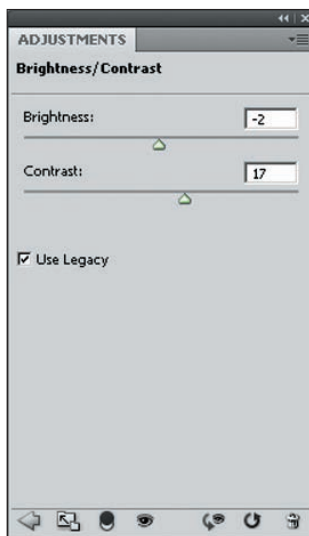 ADJUSTMENTS
Brightness/Contrast
Brightness:
-2
Contrast:
17
Use Legacy